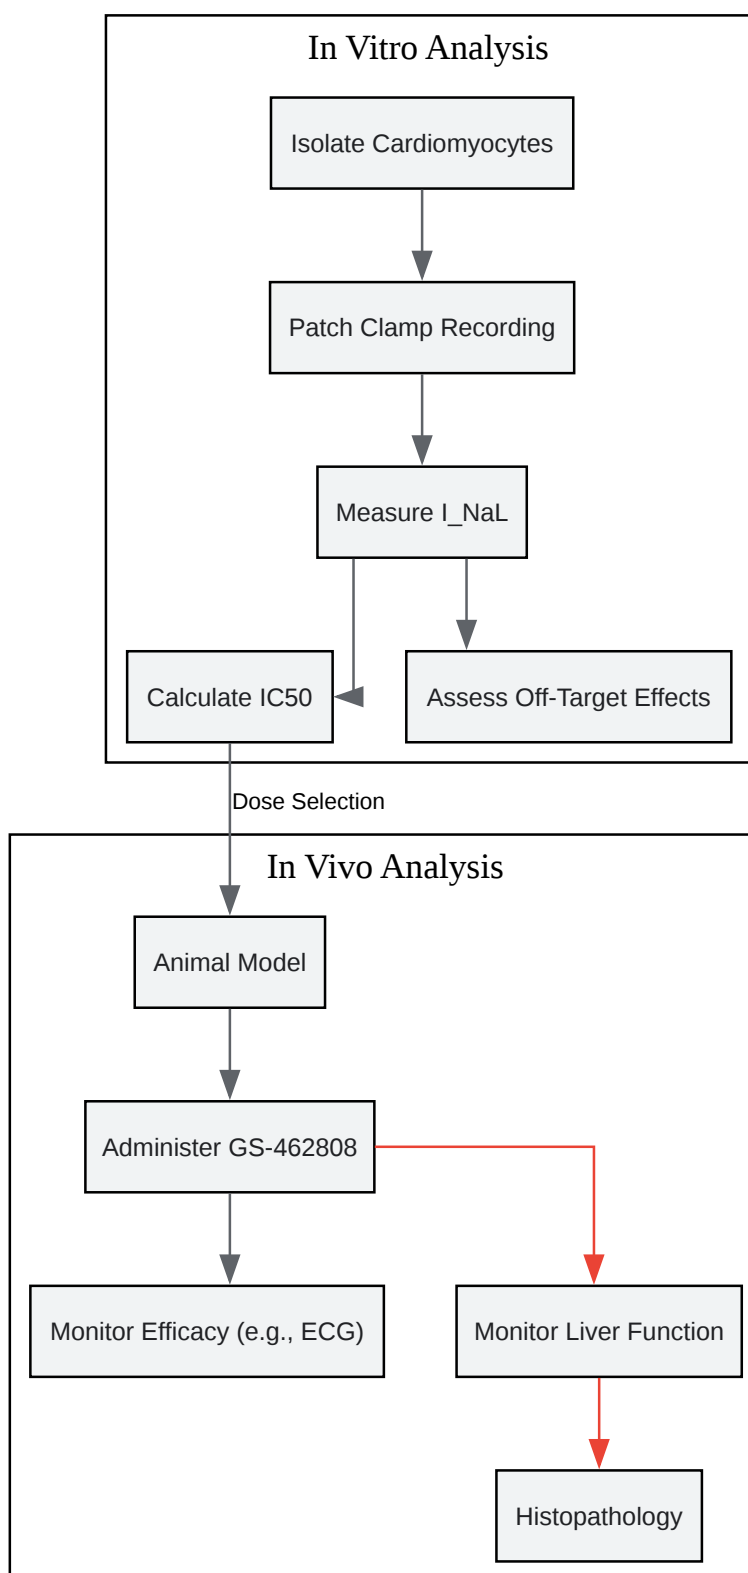 In Vitro Analysis
Isolate Cardiomyocytes
Patch Clamp Recording
Measure I_NaL
Calculate IC50
Assess Off-Target Effects
Dose Selection
In Vivo Analysis
Animal Model
Administer GS-462808
Monitor Efficacy (e.g., ECG)
Monitor Liver Function
Histopathology